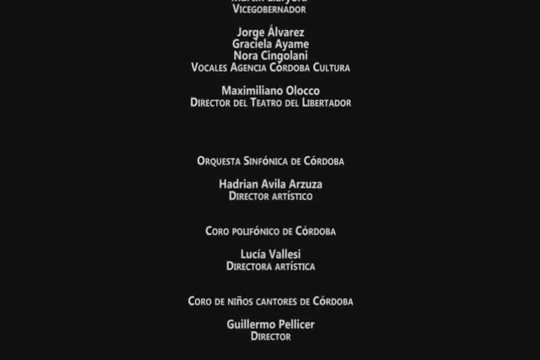 Vicegobernador
Jorge Álvarez
Graciela Ayame
Nora Cingolani
Vocales Agencia Córdoba Cultura
Maximiliano Olocco
Director del Teatro del Libertador
Orquesta Sinfónica de Córdoba
Hadrian Avila Arzuza
Director artístico
Coro polifónico de Córdoba
Lucía Vallesi
Directora artística
Coro de niños cantores de Córdoba
Guillermo Pellicer
Director